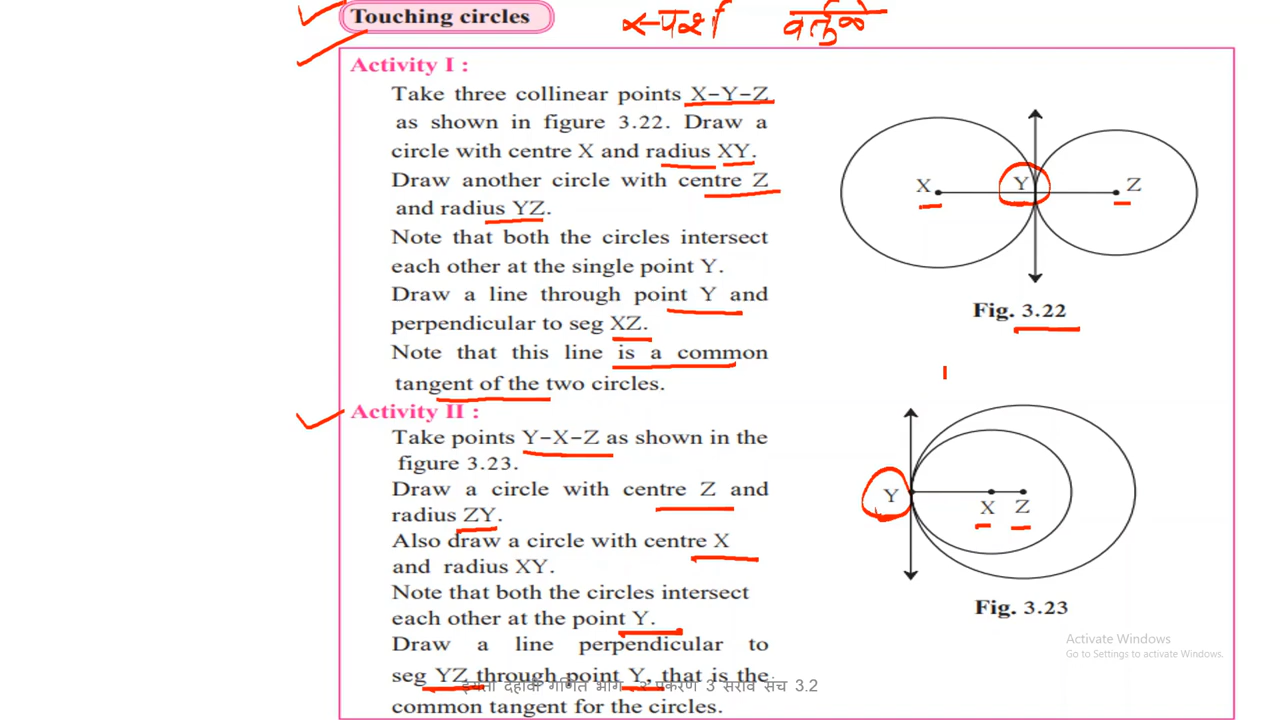 Touching circles
स्पर्श वर्तुळे
Activity I :
Take three collinear points X-Y-Z
as shown in figure 3.22. Draw a
circle with centre X and radius XY.
Draw another circle with centre Z
and radius YZ.
Note that both the circles intersect
each other at the single point Y.
Draw a line through point Y and
perpendicular to seg XZ.
Note that this line is a common
tangent of the two circles.
X Y Z
Fig. 3.22
Activity II :
Take points Y-X-Z as shown in the
figure 3.23.
Draw a circle with centre Z and
radius ZY.
Also draw a circle with centre X
and radius XY.
Note that both the circles intersect
each other at the point Y.
Draw a line perpendicular to
seg YZ through point Y, that is the
common tangent for the circles.
Y X Z
Fig. 3.23
Activate Windows
Go to Settings to activate Windows.
इयत्ता दहावी गणित भाग 2 प्रकरण 3 सराव संच 3.2